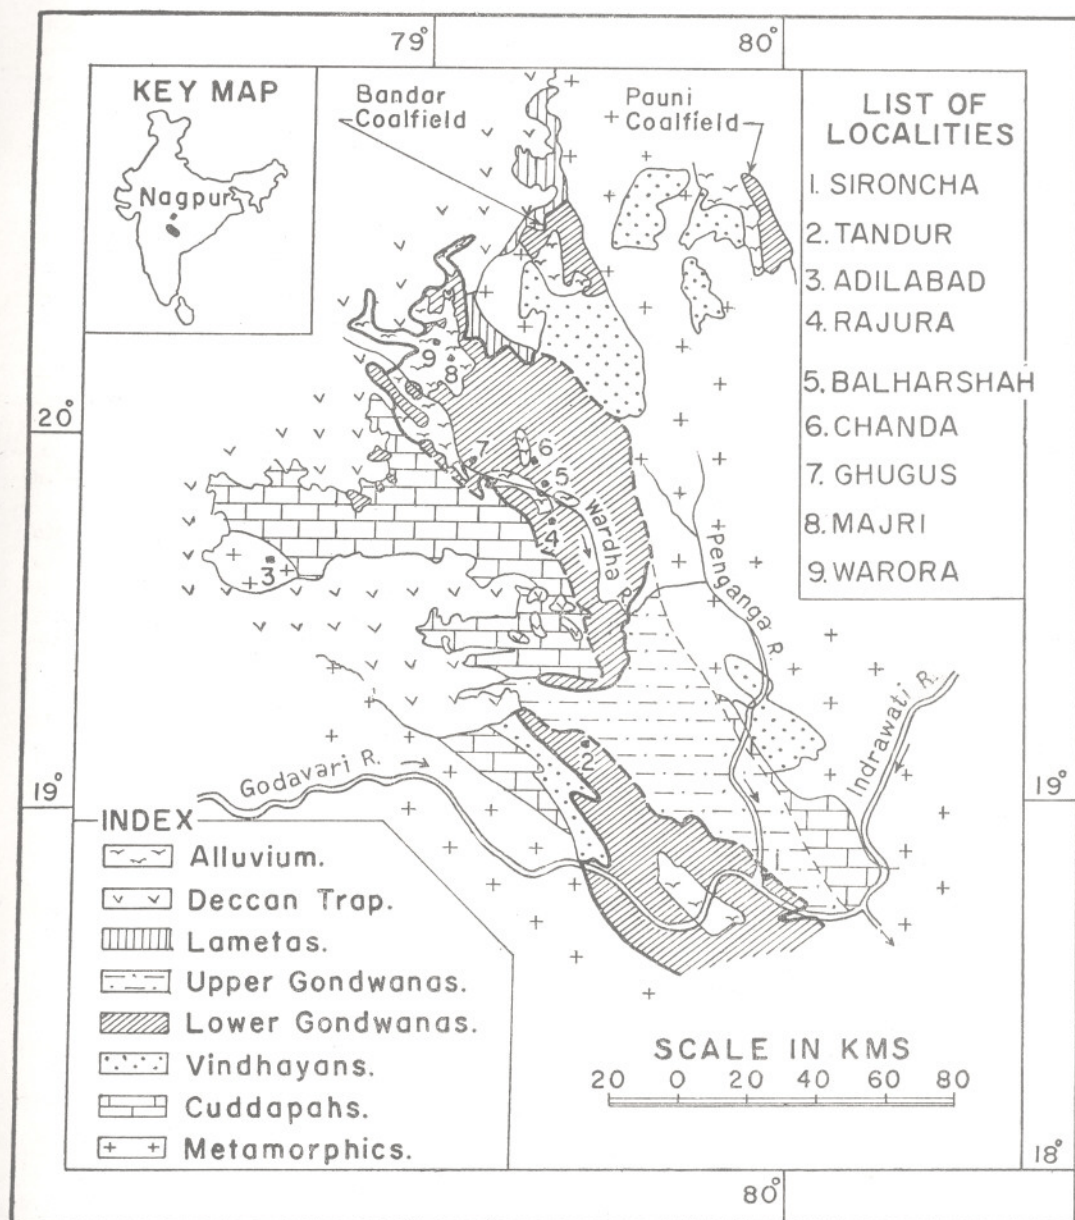 79°
80°
KEY MAP
Nagpur
Bandar
Coalfield
Pauni
Coalfield
LIST OF
LOCALITIES
1. SIRONCHA
2. TANDUR
3. ADILABAD
4. RAJURA
5. BALHARSHAH
6. CHANDA
7. GHUGUS
8. MAJRI
9. WARORA
9
8
20°
7
6
5
4
3
Wardha R.
Penganga R.
Indrawati R.
2
Godavari R.
19°
19°
INDEX
Alluvium.
Deccan Trap.
Lametas.
Upper Gondwanas.
Lower Gondwanas.
Vindhayans.
Cuddapahs.
Metamorphics.
SCALE IN KMS
20 0 20 40 60 80
18°
80°